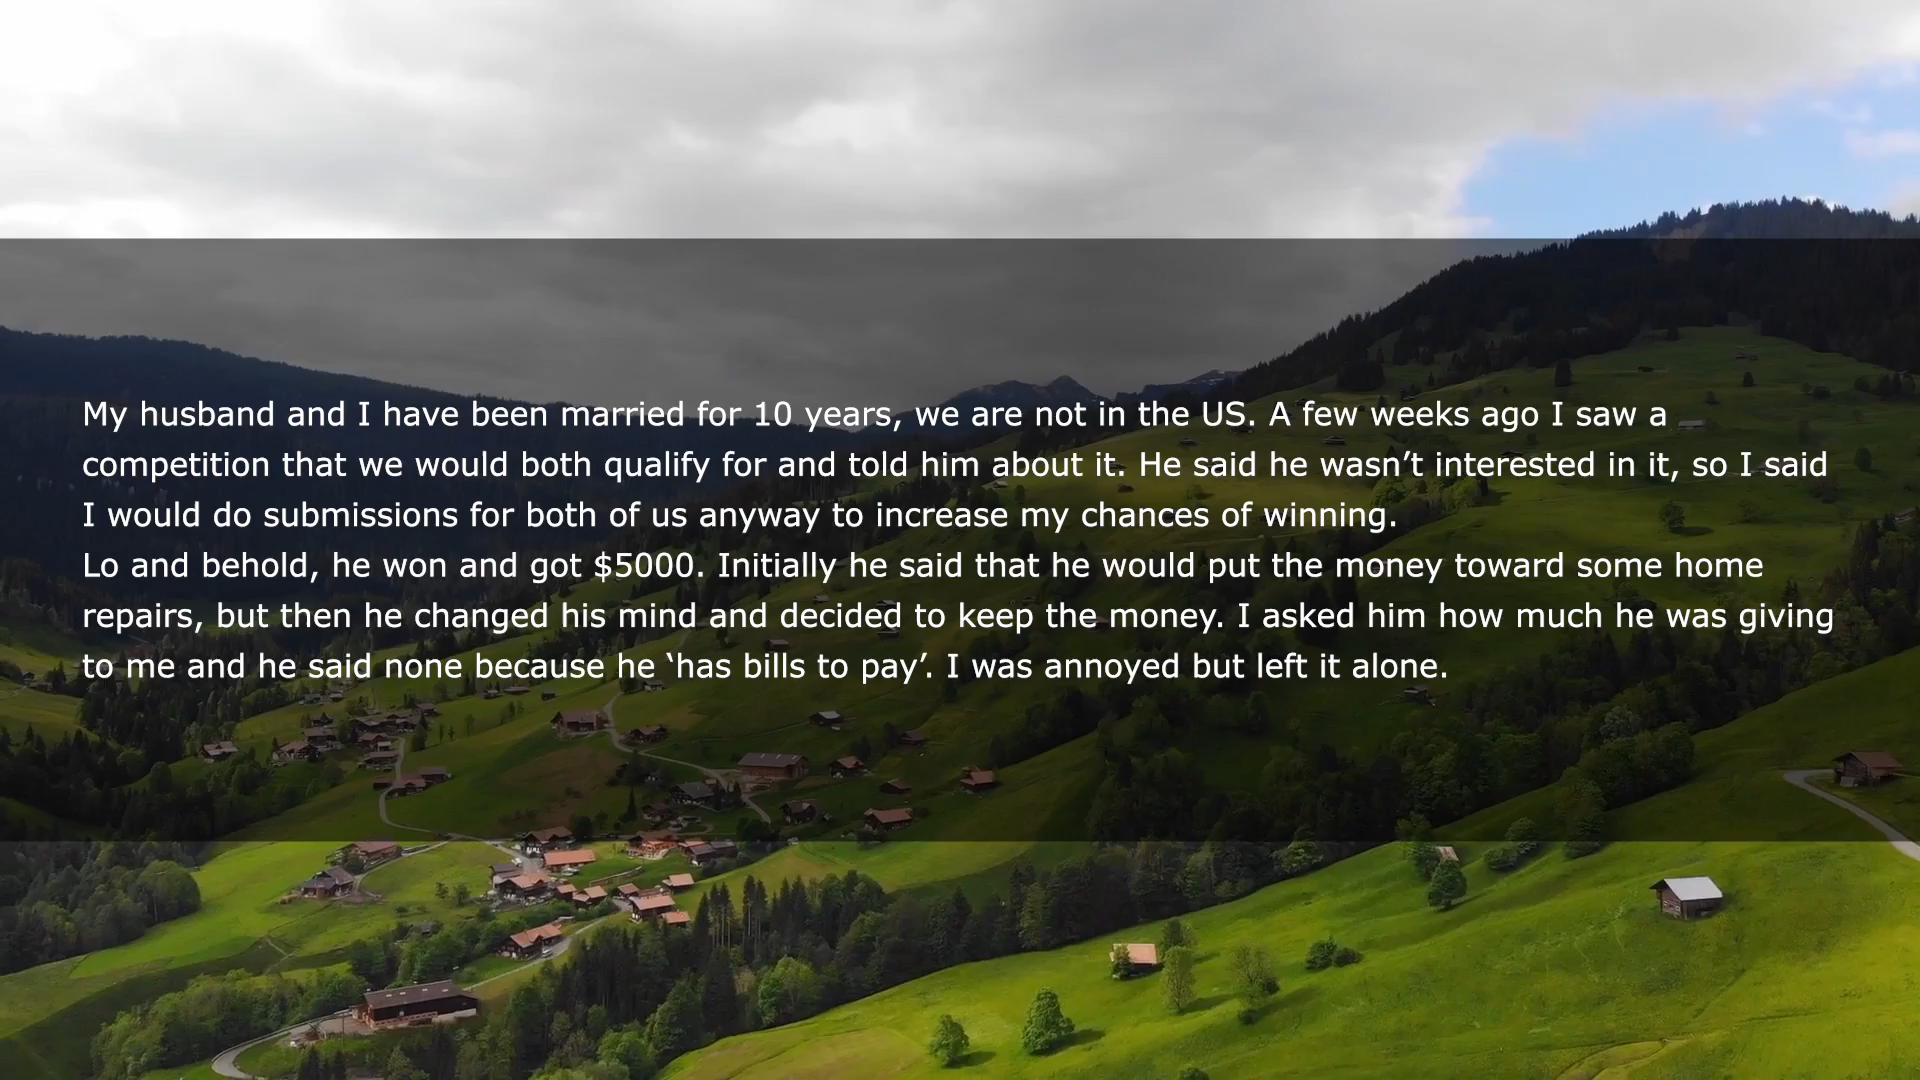 My husband and I have been married for 10 years, we are not in the US. A few weeks ago I saw a
competition that we would both qualify for and told him about it. He said he wasn’t interested in it, so I said
I would do submissions for both of us anyway to increase my chances of winning.
Lo and behold, he won and got $5000. Initially he said that he would put the money toward some home
repairs, but then he changed his mind and decided to keep the money. I asked him how much he was giving
to me and he said none because he ‘has bills to pay’. I was annoyed but left it alone.